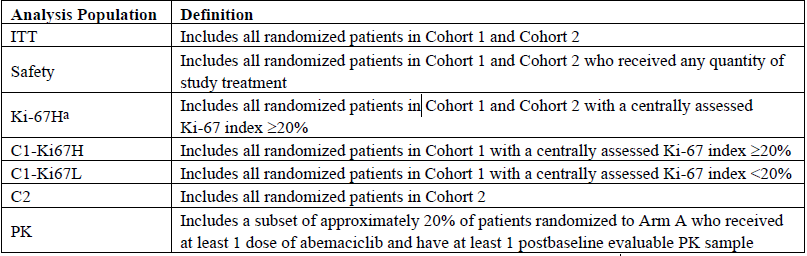 Analysis Population Definition
ITT Includes all randomized patients in Cohort 1 and Cohort 2
Safety Includes all randomized patients in Cohort 1 and Cohort 2 who received any quantity of
study treatment
Ki-67Hᵃ Includes all randomized patients in Cohort 1 and Cohort 2 with a centrally assessed
Ki-67 index ≥20%
C1-Ki67H Includes all randomized patients in Cohort 1 with a centrally assessed Ki-67 index ≥20%
C1-Ki67L Includes all randomized patients in Cohort 1 with a centrally assessed Ki-67 index <20%
C2 Includes all randomized patients in Cohort 2
PK Includes a subset of approximately 20% of patients randomized to Arm A who received
at least 1 dose of abemaciclib and have at least 1 postbaseline evaluable PK sample